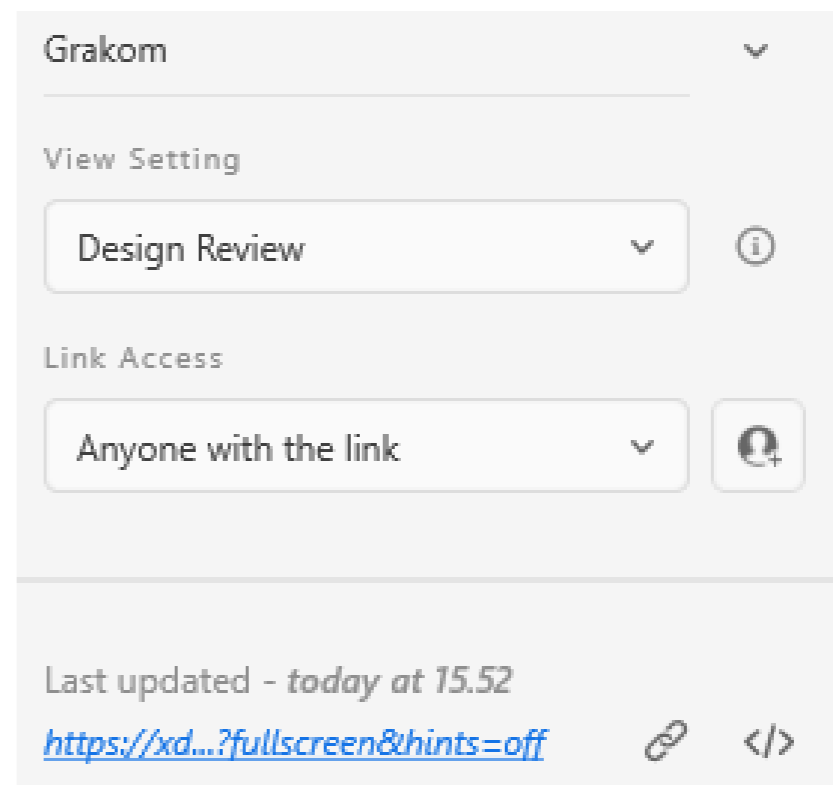 Grakom
View Setting
Design Review
Link Access
Anyone with the link
Last updated - today at 15.52
https://xd...?fullscreen&hints=off